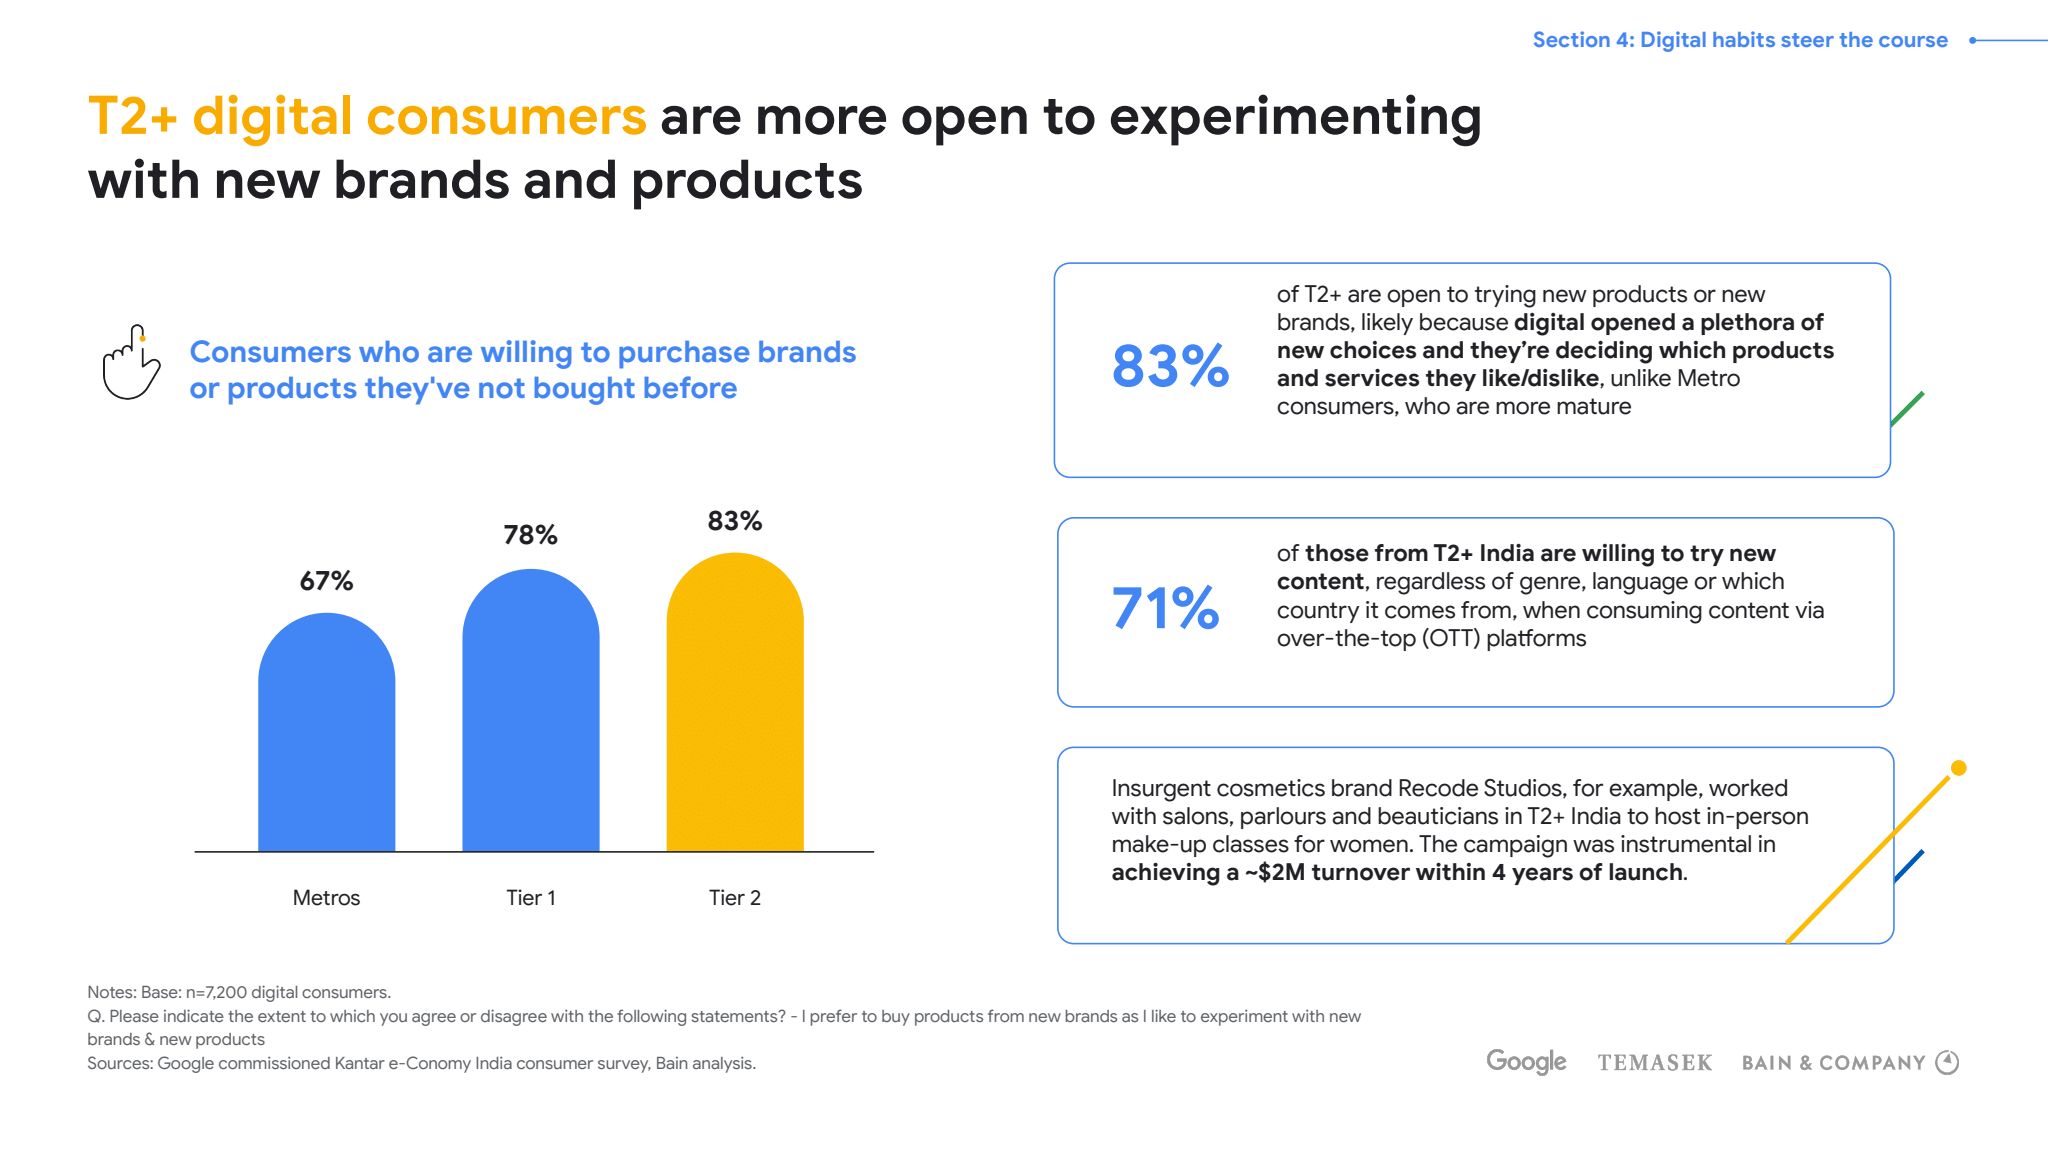 Section 4: Digital habits steer the course
T2+ digital consumers are more open to experimenting
with new brands and products
Consumers who are willing to purchase brands
or products they've not bought before
67%
78%
83%
Metros
Tier 1
Tier 2
83%
of T2+ are open to trying new products or new
brands, likely because digital opened a plethora of
new choices and they’re deciding which products
and services they like/dislike, unlike Metro
consumers, who are more mature
71%
of those from T2+ India are willing to try new
content, regardless of genre, language or which
country it comes from, when consuming content via
over-the-top (OTT) platforms
Insurgent cosmetics brand Recode Studios, for example, worked
with salons, parlours and beauticians in T2+ India to host in-person
make-up classes for women. The campaign was instrumental in
achieving a ~$2M turnover within 4 years of launch.
Notes: Base: n=7,200 digital consumers.
Q. Please indicate the extent to which you agree or disagree with the following statements? - I prefer to buy products from new brands as I like to experiment with new
brands & new products
Sources: Google commissioned Kantar e-Conomy India consumer survey, Bain analysis.
Google TEMASEK BAIN & COMPANY